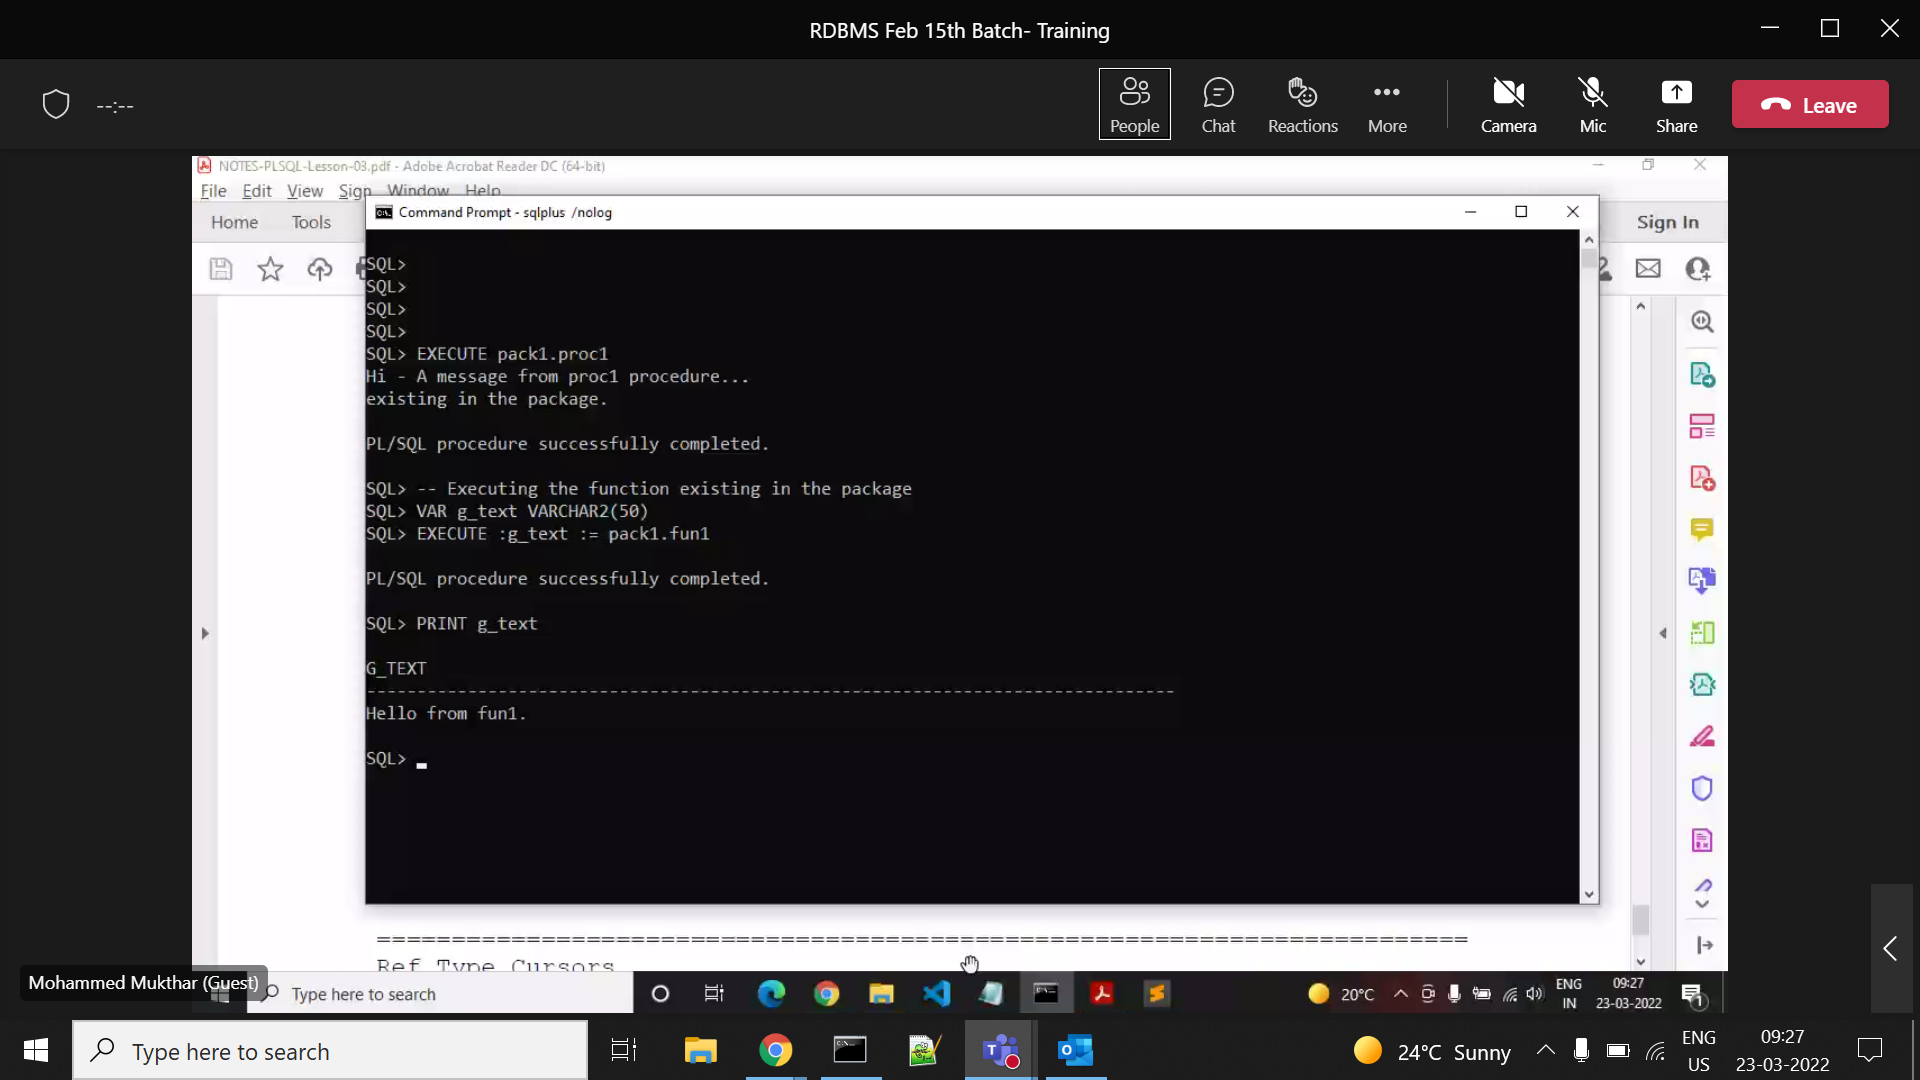 RDBMS Feb 15th Batch- Training
--:--
People
Chat
Reactions
More
Camera
Mic
Share
Leave
NOTES-PLSQL-Lesson-03.pdf - Adobe Acrobat Reader DC (64-bit)
File Edit View Sign Window Help
Command Prompt - sqlplus /nolog
Home Tools
Sign In
SQL>
SQL>
SQL>
SQL>
SQL> EXECUTE pack1.proc1
Hi - A message from proc1 procedure...
existing in the package.
PL/SQL procedure successfully completed.
SQL> -- Executing the function existing in the package
SQL> VAR g_text VARCHAR2(50)
SQL> EXECUTE :g_text := pack1.fun1
PL/SQL procedure successfully completed.
SQL> PRINT g_text
G_TEXT
--------------------------------------------------------------------------------
Hello from fun1.
SQL>
=========================================================================
Ref Type Cursors
Mohammed Mukthar (Guest)
Type here to search
20°C
ENG
IN
09:27
23-03-2022
1
Type here to search
24°C Sunny
ENG
US
09:27
23-03-2022